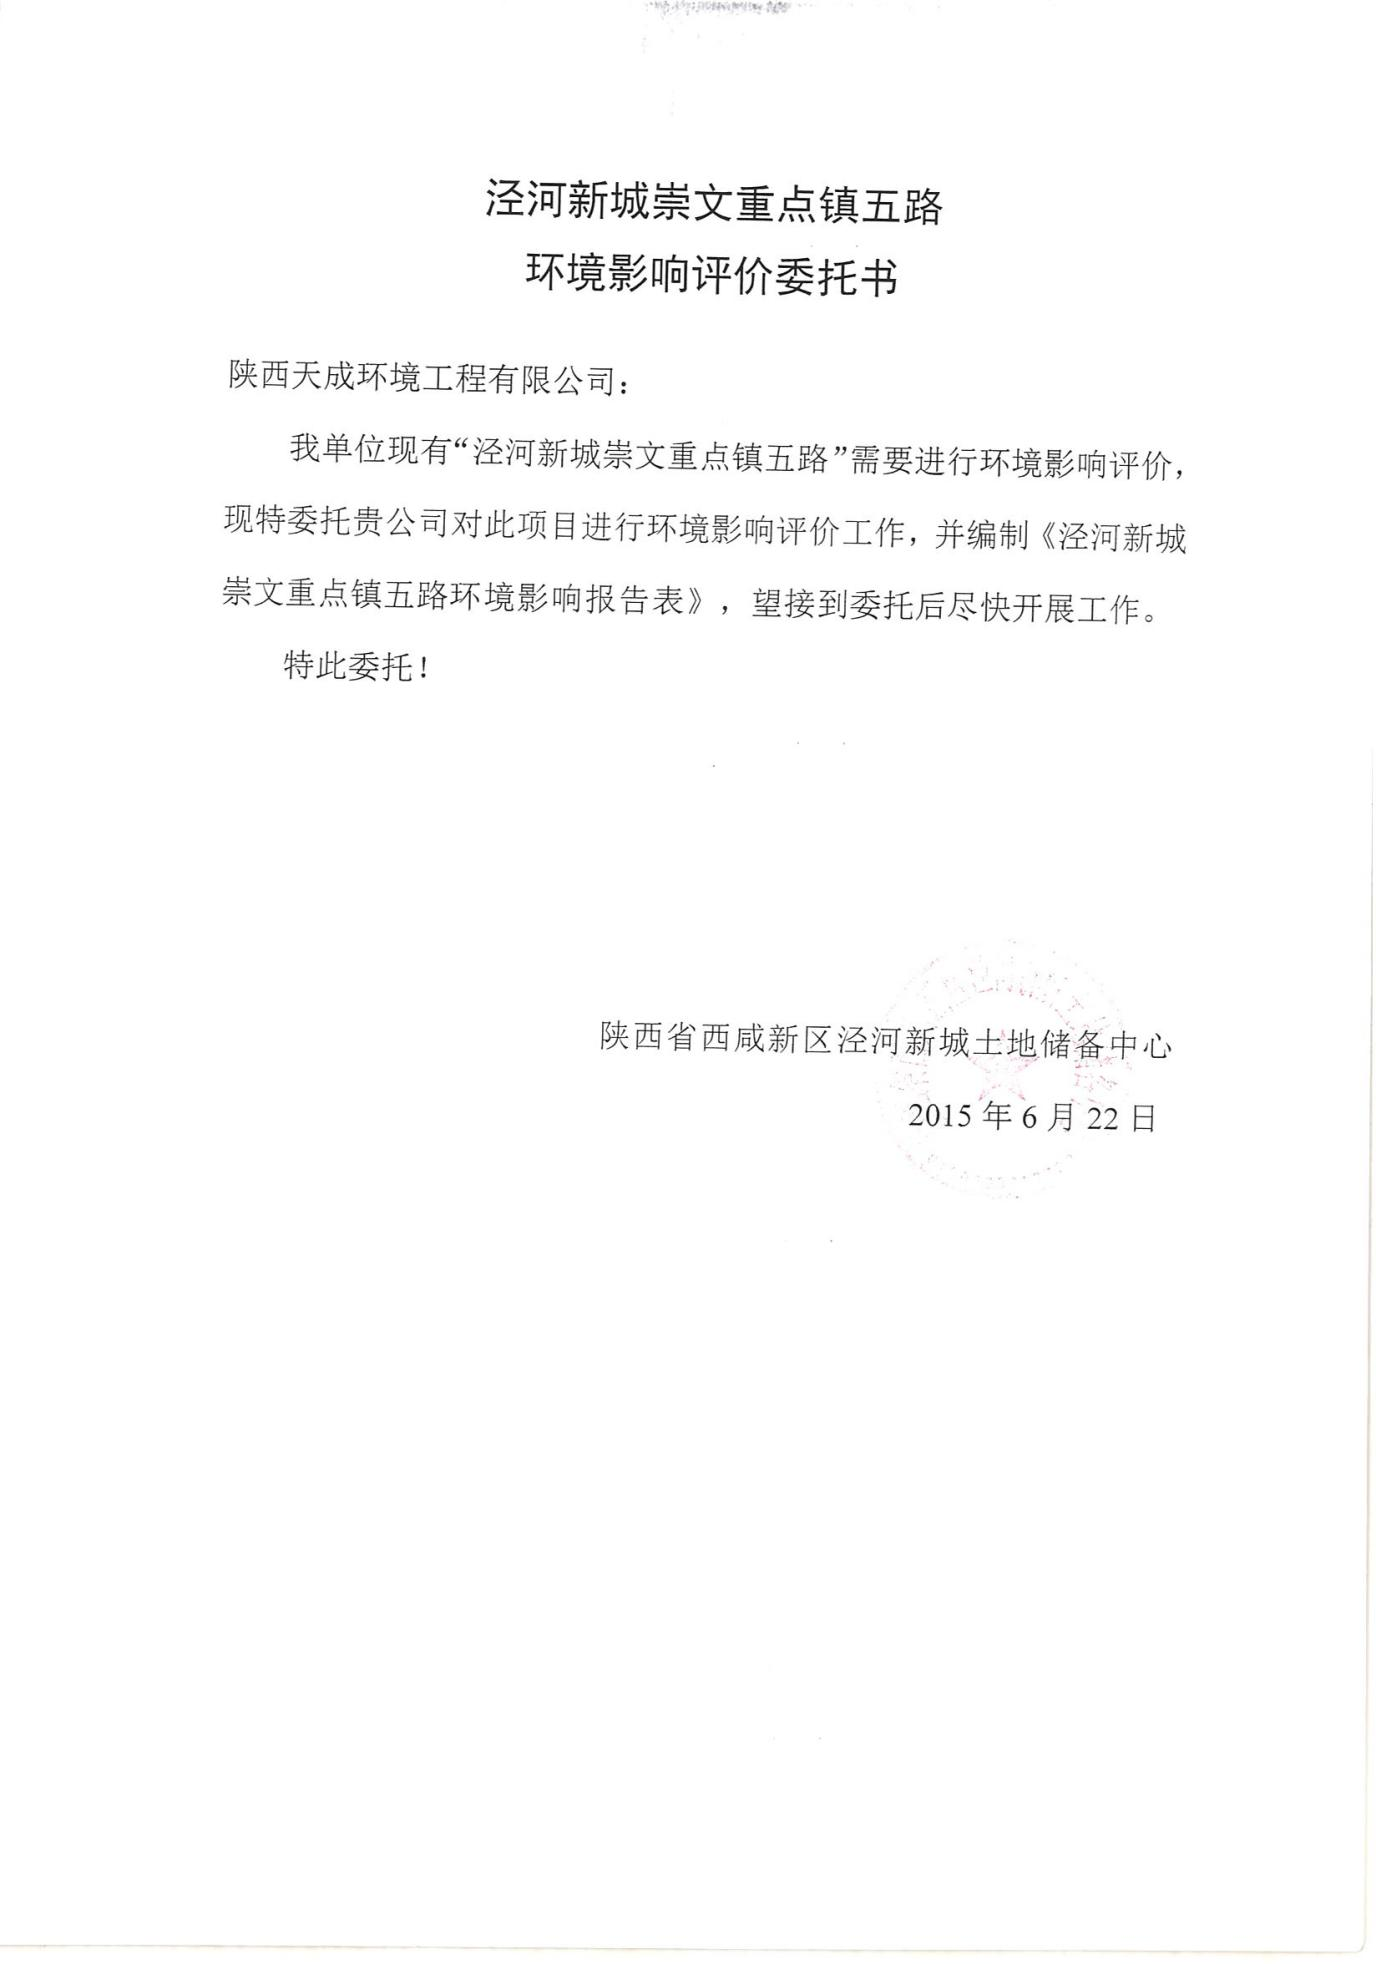 泾河新城崇文重点镇五路
环境影响评价委托书
陕西天成环境工程有限公司：
我单位现有“泾河新城崇文重点镇五路”需要进行环境影响评价，
现特委托贵公司对此项目进行环境影响评价工作，并编制《泾河新城
崇文重点镇五路环境影响报告表》，望接到委托后尽快开展工作。
特此委托！
陕西省西咸新区泾河新城土地储备中心
2015年6月22日